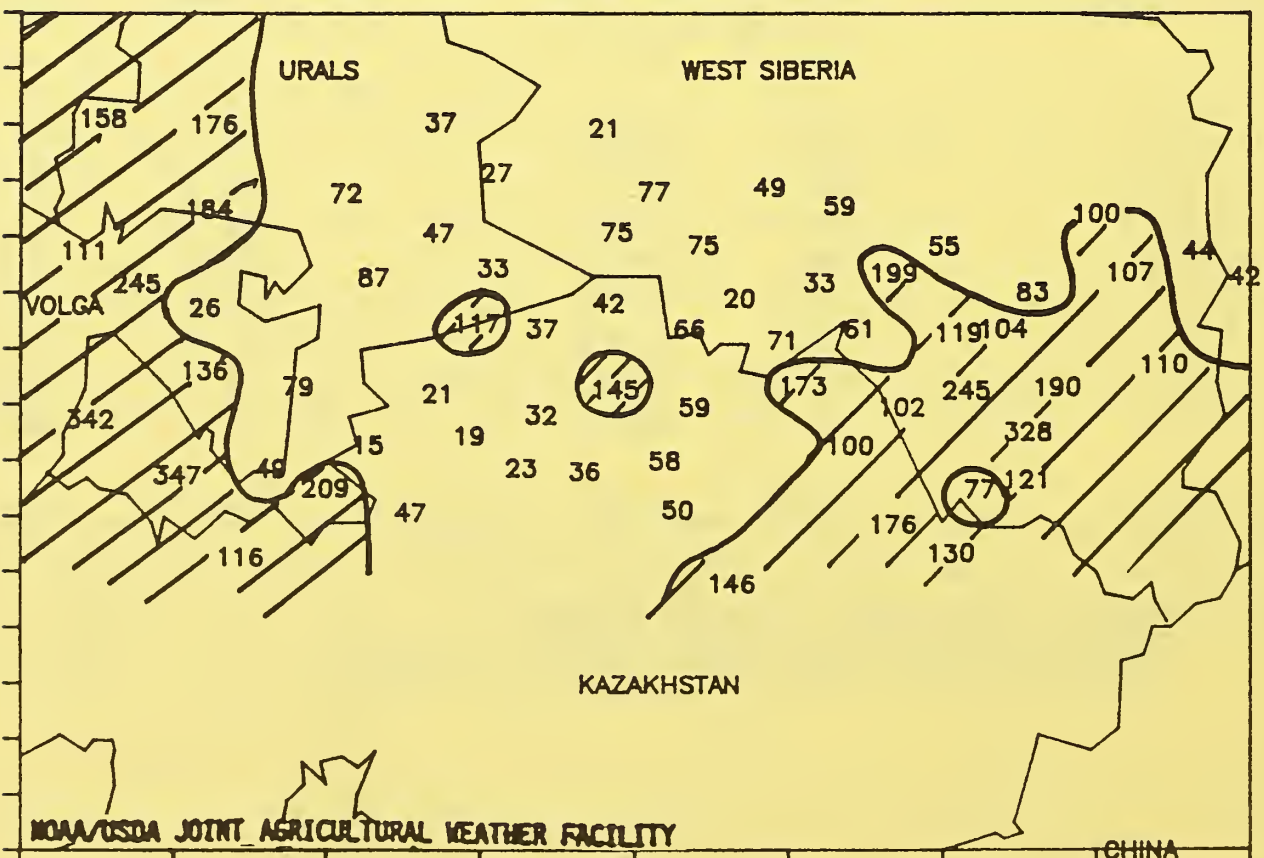 URALS WEST SIBERIA
158 176 37 21
27
72 77 49 59
184 47 75 75 100
111 55 44
245 87 33 33 199 107 42
VOLGA 26 42 20 83
117 37 66 71 61 119 104
136 110
79 21 145 59 173 245 190
342 32 102
15 19 328
347 49 23 36 58 100
209 47 50 77 121
176
116 146 130
KAZAKHSTAN
NOAA/USDA JOINT AGRICULTURAL WEATHER FACILITY
CHINA